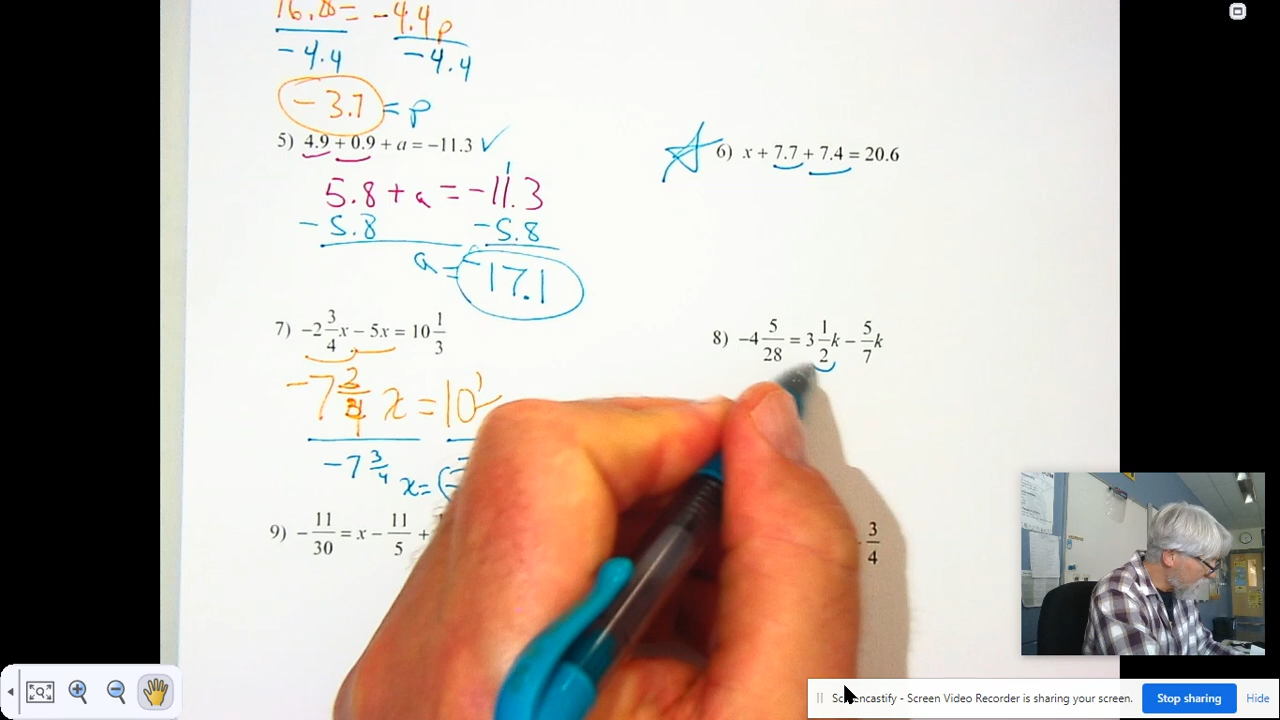 16.8 = -4.4p
-4.4 -4.4
-3.7 = p
5) 4.9 + 0.9 + a = -11.3 ✓
5.8 + a = -11.3
-5.8 -5.8
a = -17.1
6) x + 7.7 + 7.4 = 20.6
7) -2 3/4 x - 5x = 10 1/3
x = 10
-7 3/4
x = (
8) -4 5/28 = 3 1/2 k - 5/7 k
9) - 11/30 = x - 11/5 +
3/4
Screencastify - Screen Video Recorder is sharing your screen.
Stop sharing
Hide